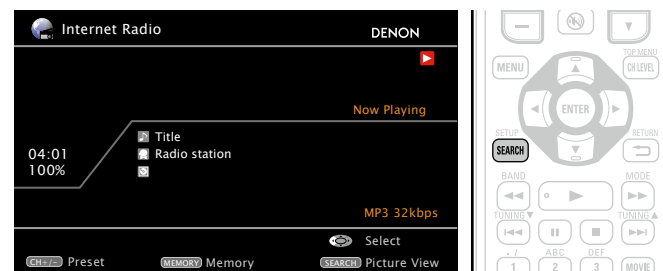 Internet Radio
DENON
Now Playing
Title
04:01
Radio station
100%
MP3 32kbps
Select
CH+/– Preset
MEMORY Memory
SEARCH Picture View
TOP MENU
MENU
CH LEVEL
ENTER
SETUP
RETURN
SEARCH
BAND
MODE
TUNING▼
TUNING▲
. /
ABC
DEF
1
2
3
MOVIE